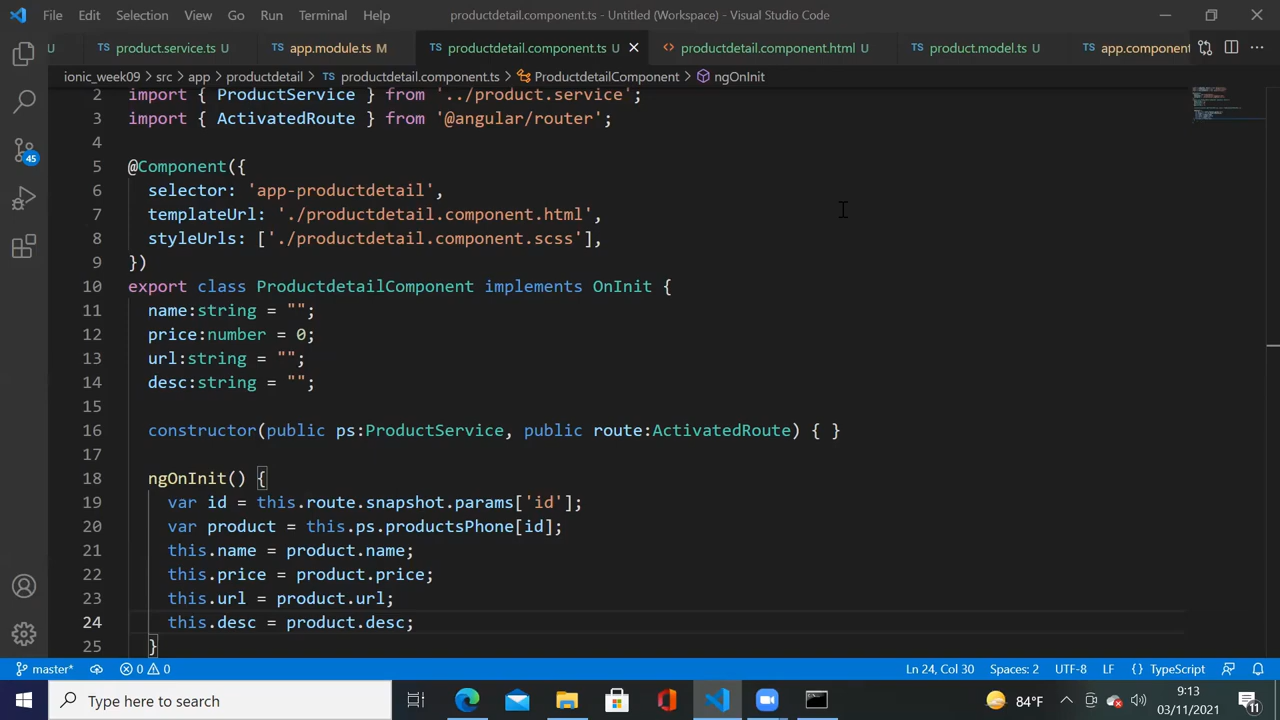 File Edit Selection View Go Run Terminal Help productdetail.component.ts - Untitled (Workspace) - Visual Studio Code
U product.service.ts U app.module.ts M productdetail.component.ts U productdetail.component.html U product.model.ts U app.component
ionic_week09 > src > app > productdetail > productdetail.component.ts > ProductdetailComponent > ngOnInit
2 import { ProductService } from '../product.service';
3 import { ActivatedRoute } from '@angular/router';
4
5 @Component({
6 selector: 'app-productdetail',
7 templateUrl: './productdetail.component.html',
8 styleUrls: ['./productdetail.component.scss'],
9 })
10 export class ProductdetailComponent implements OnInit {
11 name:string = "";
12 price:number = 0;
13 url:string = "";
14 desc:string = "";
15
16 constructor(public ps:ProductService, public route:ActivatedRoute) { }
17
18 ngOnInit() {
19 var id = this.route.snapshot.params['id'];
20 var product = this.ps.productsPhone[id];
21 this.name = product.name;
22 this.price = product.price;
23 this.url = product.url;
24 this.desc = product.desc;
25 }
45
master* 0 0 Ln 24, Col 30 Spaces: 2 UTF-8 LF {} TypeScript
Type here to search 84°F 9:13
03/11/2021 11